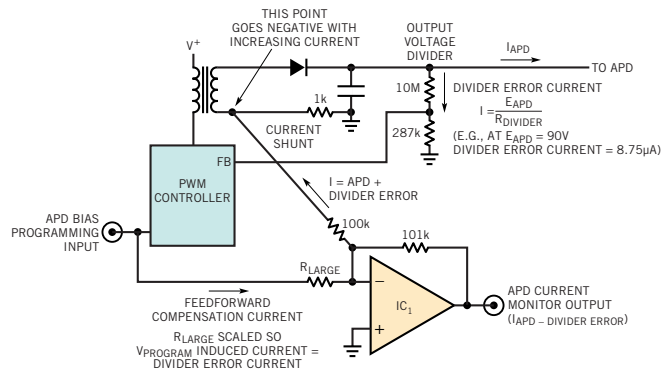 THIS POINT
GOES NEGATIVE WITH
INCREASING CURRENT
V+
OUTPUT
VOLTAGE
DIVIDER
IAPD
TO APD
10M
DIVIDER ERROR CURRENT
I = EAPD
RDIVIDER
(E.G., AT EAPD = 90V
DIVIDER ERROR CURRENT = 8.75µA)
1k
CURRENT
SHUNT
287k
FB
PWM
CONTROLLER
I = APD +
DIVIDER ERROR
APD BIAS
PROGRAMMING
INPUT
100k
101k
RLARGE
FEEDFORWARD
COMPENSATION CURRENT
RLARGE SCALED SO
VPROGRAM INDUCED CURRENT =
DIVIDER ERROR CURRENT
–
IC1
+
APD CURRENT
MONITOR OUTPUT
(IAPD – DIVIDER ERROR)